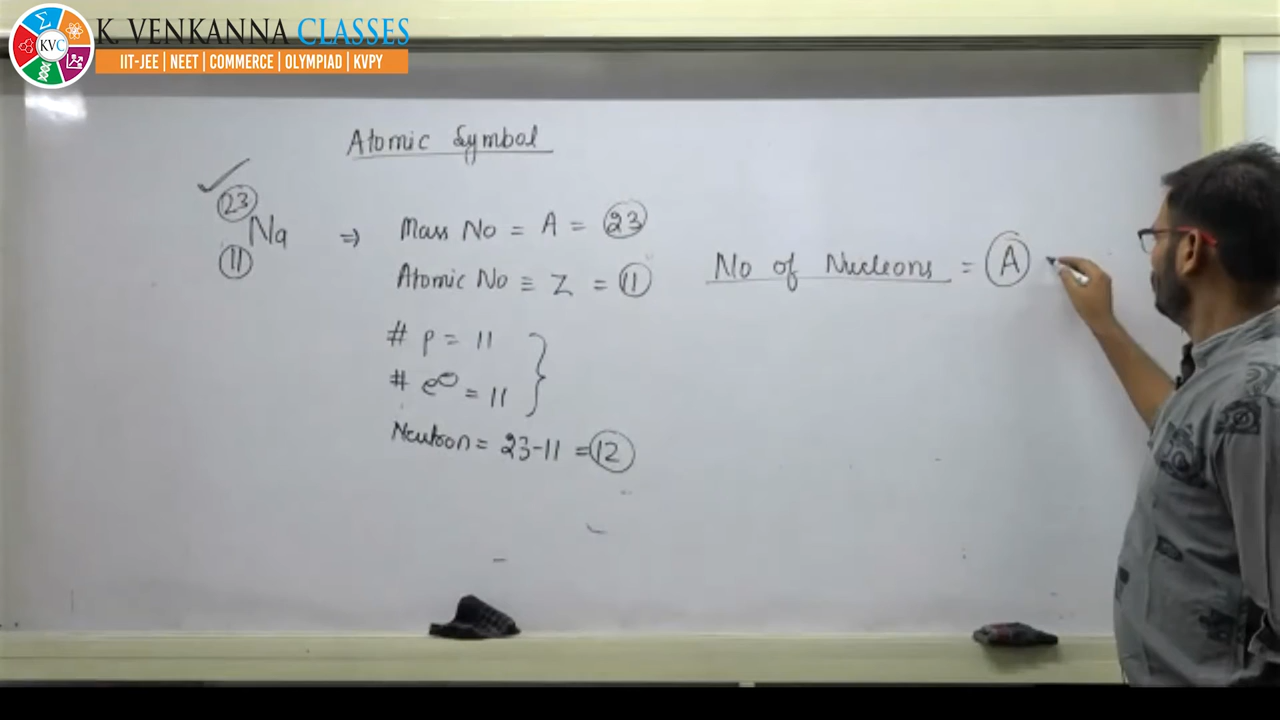 KVC
K. VENKANNA CLASSES
IIT-JEE | NEET | COMMERCE | OLYMPIAD | KVPY
Atomic Symbol
23
Na
11
⇒ Mass No = A = 23
Atomic No ≡ Z = 11
# p = 11
# e⊖ = 11
Neutron = 23-11 = 12
No of Nucleons = A